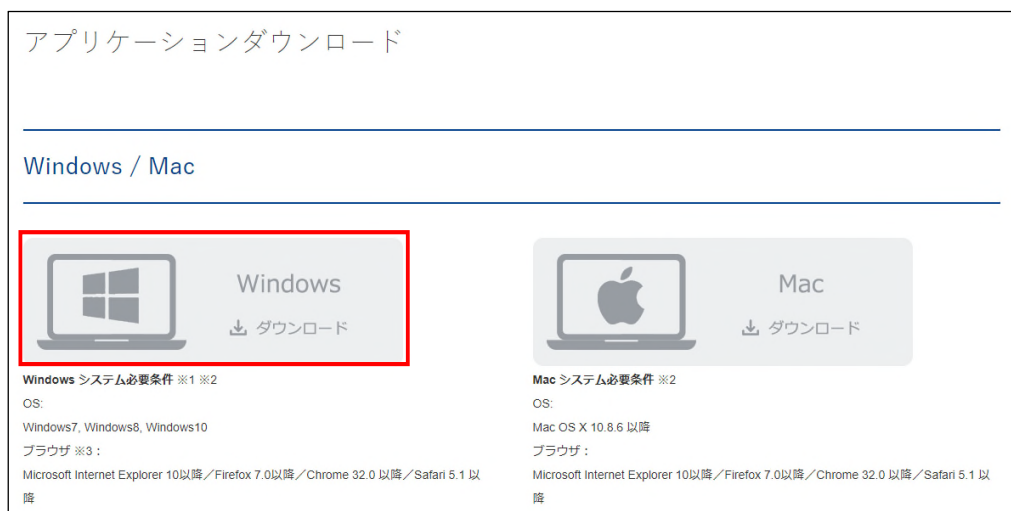 アプリケーションダウンロード
Windows / Mac
Windows
ダウンロード
Mac
ダウンロード
Windows システム必要条件 ※1 ※2
OS:
Windows7, Windows8, Windows10
ブラウザ ※3：
Microsoft Internet Explorer 10以降／Firefox 7.0以降／Chrome 32.0 以降／Safari 5.1 以
降
Mac システム必要条件 ※2
OS:
Mac OS X 10.8.6 以降
ブラウザ：
Microsoft Internet Explorer 10以降／Firefox 7.0以降／Chrome 32.0 以降／Safari 5.1 以
降